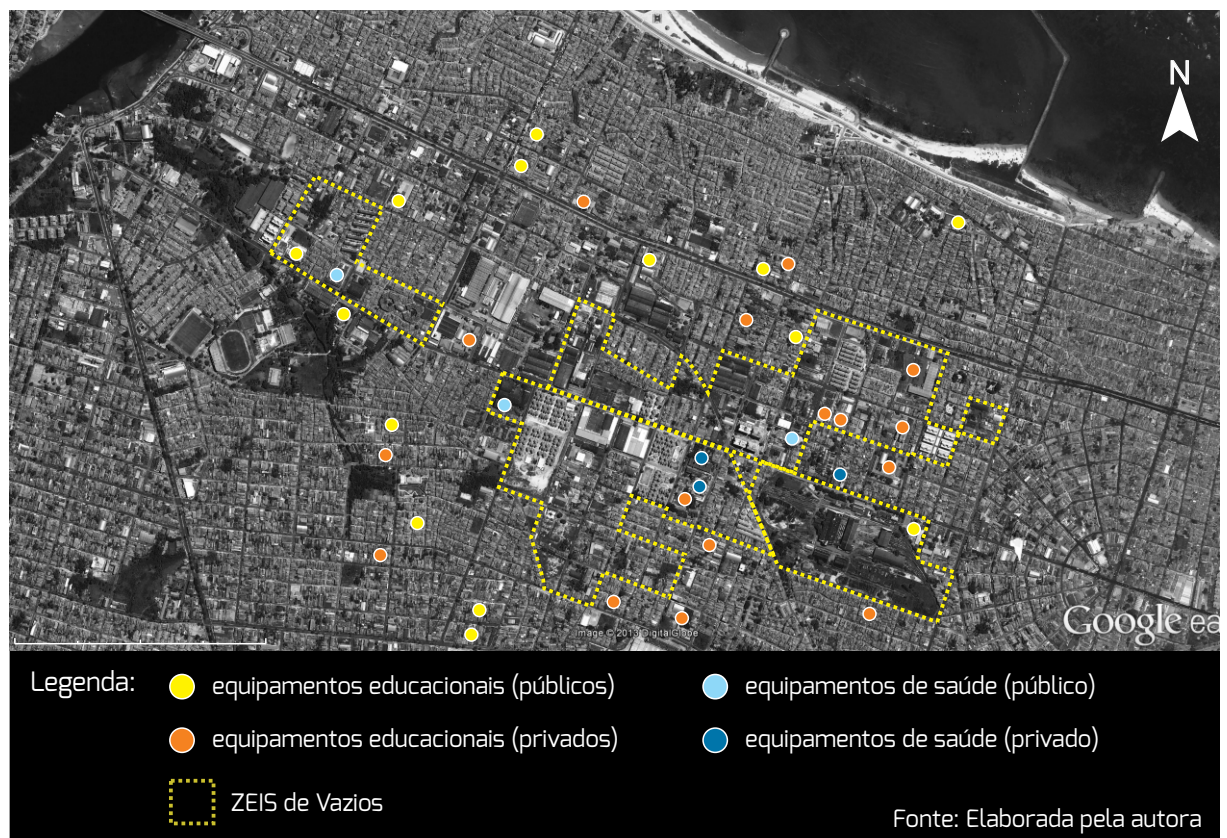 N
Google ea
Image © 2013 DigitalGlobe
Legenda:
equipamentos educacionais (públicos)
equipamentos de saúde (público)
equipamentos educacionais (privados)
equipamentos de saúde (privado)
ZEIS de Vazios
Fonte: Elaborada pela autora